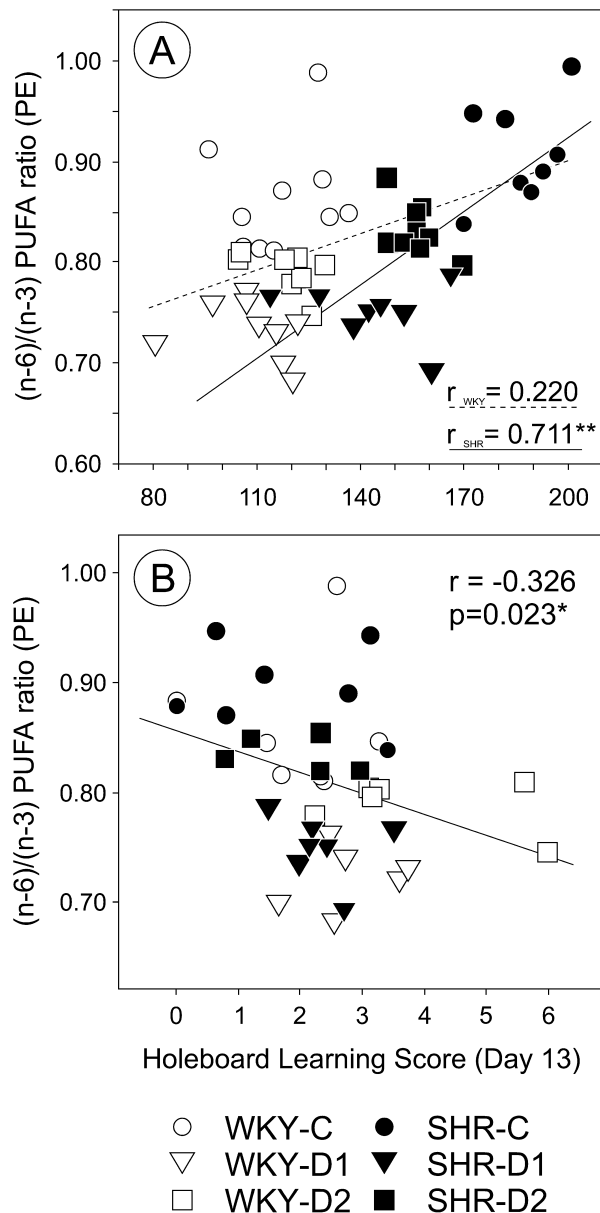 A
(n-6)/(n-3) PUFA ratio (PE)
1.00
0.90
0.80
0.70
0.60
r WKY = 0.220
r SHR = 0.711**
80 110 140 170 200
B
(n-6)/(n-3) PUFA ratio (PE)
1.00
0.90
0.80
0.70
r = -0.326
p=0.023*
0 1 2 3 4 5 6
Holeboard Learning Score (Day 13)
WKY-C SHR-C
WKY-D1 SHR-D1
WKY-D2 SHR-D2